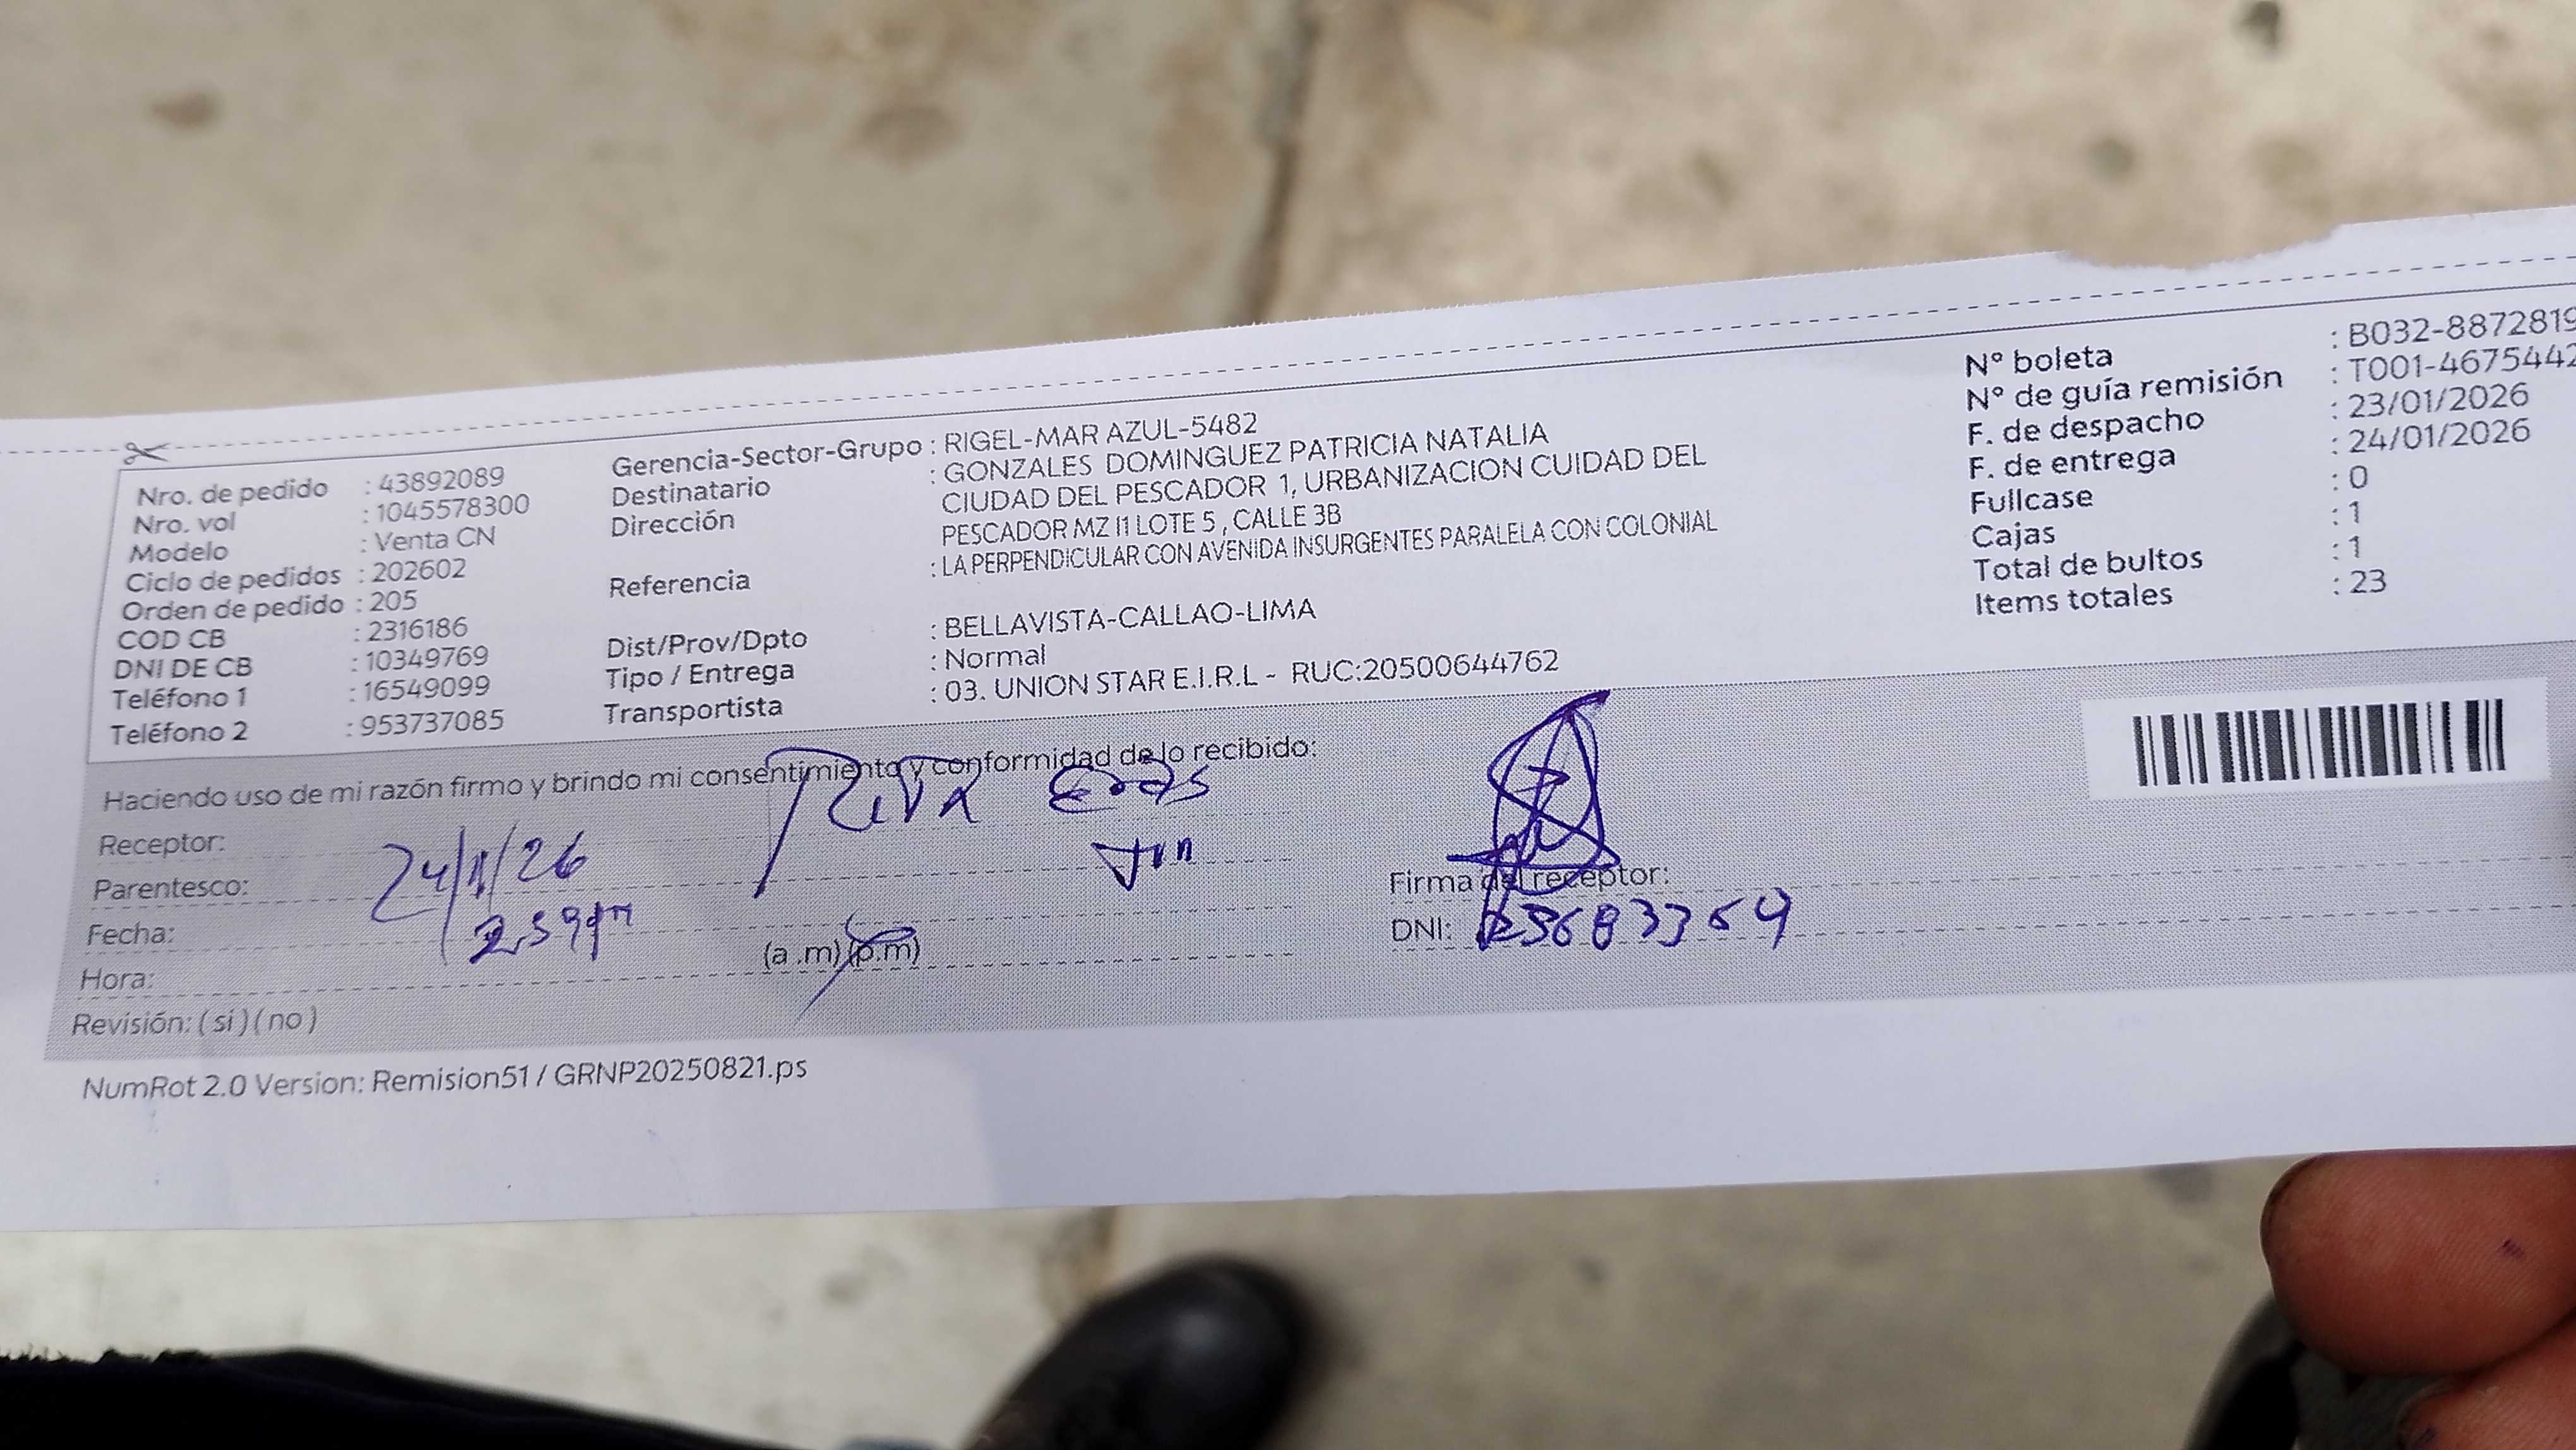 Nro. de pedido : 43892089
Nro. vol : 1045578300
Modelo : Venta CN
Ciclo de pedidos : 202602
Orden de pedido : 205
COD CB : 2316186
DNI DE CB : 10349769
Teléfono 1 : 16549099
Teléfono 2 : 953737085
Gerencia-Sector-Grupo : RIGEL-MAR AZUL-5482
Destinatario : GONZALES DOMINGUEZ PATRICIA NATALIA
Dirección CIUDAD DEL PESCADOR 1, URBANIZACION CUIDAD DEL
PESCADOR MZ I1 LOTE 5 , CALLE 3B
Referencia : LA PERPENDICULAR CON AVENIDA INSURGENTES PARALELA CON COLONIAL
Dist/Prov/Dpto : BELLAVISTA-CALLAO-LIMA
Tipo / Entrega : Normal
Transportista : 03. UNION STAR E.I.R.L - RUC:20500644762
N° boleta : B032-8872819
N° de guía remisión : T001-4675442
F. de despacho : 23/01/2026
F. de entrega : 24/01/2026
Fullcase : 0
Cajas : 1
Total de bultos : 1
Items totales : 23
Haciendo uso de mi razón firmo y brindo mi consentimiento y conformidad de lo recibido:
Receptor:
Parentesco:
Fecha: 24/1/26
Hora: (a .m) (p.m)
Revisión: ( si ) ( no )
Firma del receptor:
DNI:
NumRot 2.0 Version: Remision51 / GRNP20250821.ps